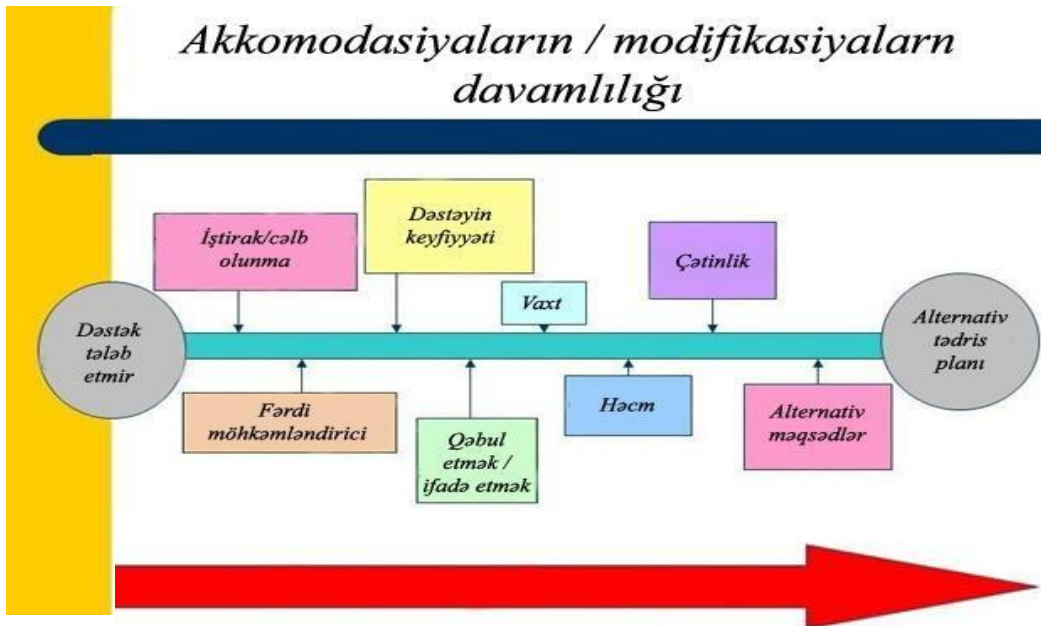 Akkomodasiyaların / modifikasiyalarn
davamlılığı
İştirak/cəlb
olunma
Dəstəyin
keyfiyyəti
Vaxt
Çətinlik
Dəstək
tələb
etmir
Alternativ
tədris
planı
Fərdi
möhkəmləndirici
Qəbul
etmək /
ifadə etmək
Həcm
Alternativ
məqsədlər